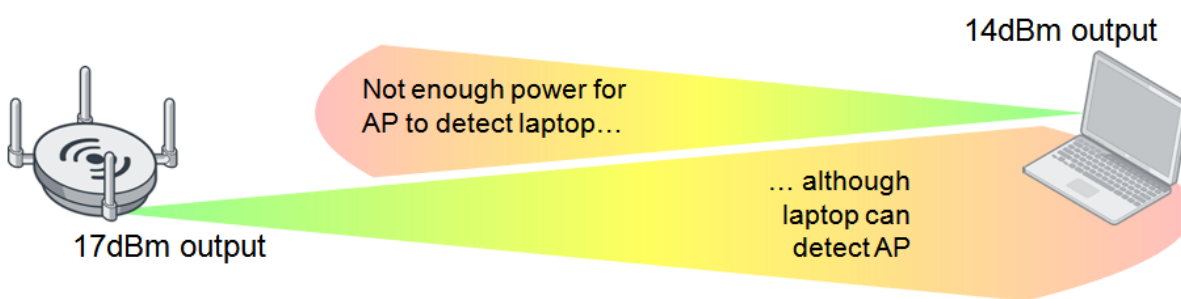 14dBm output
Not enough power for
AP to detect laptop…
… although
laptop can
detect AP
17dBm output